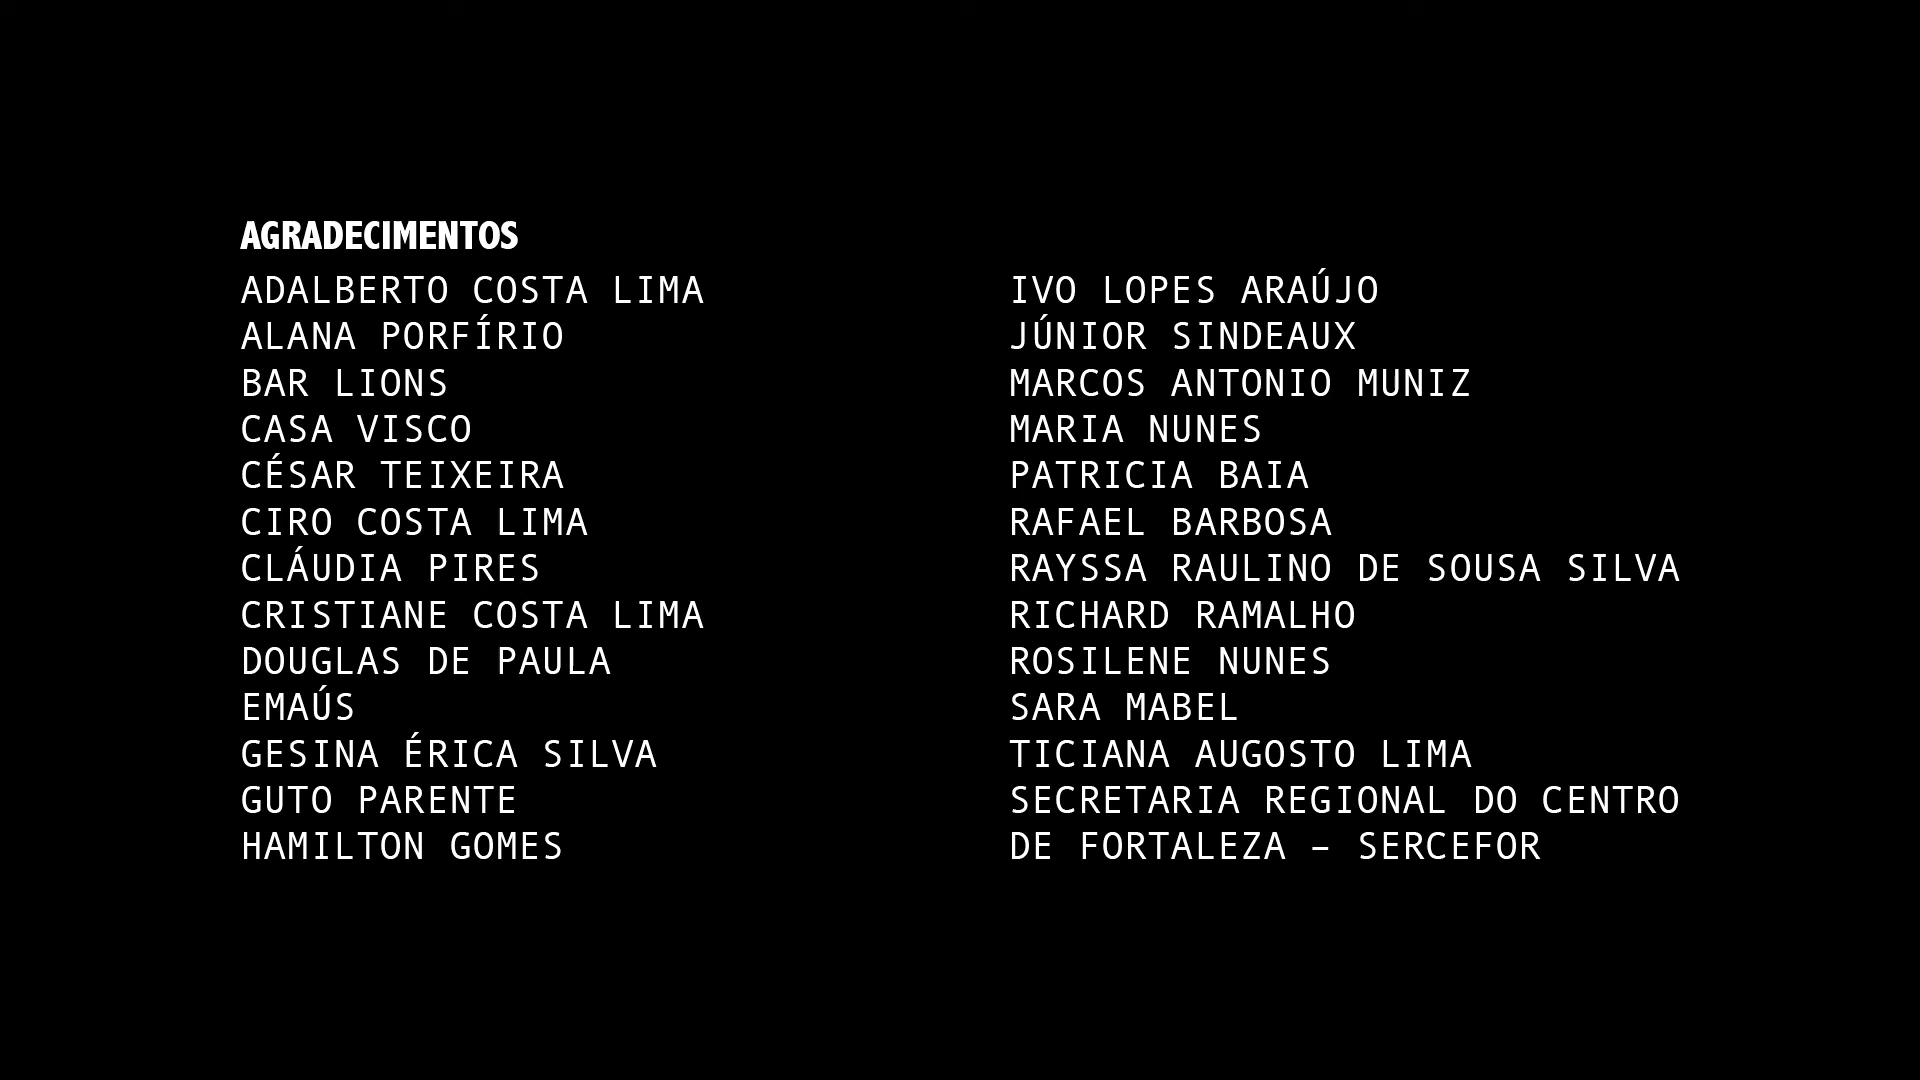 AGRADECIMENTOS
ADALBERTO COSTA LIMA
ALANA PORFÍRIO
BAR LIONS
CASA VISCO
CÉSAR TEIXEIRA
CIRO COSTA LIMA
CLÁUDIA PIRES
CRISTIANE COSTA LIMA
DOUGLAS DE PAULA
EMAÚS
GESINA ÉRICA SILVA
GUTO PARENTE
HAMILTON GOMES
IVO LOPES ARAÚJO
JÚNIOR SINDEAUX
MARCOS ANTONIO MUNIZ
MARIA NUNES
PATRICIA BAIA
RAFAEL BARBOSA
RAYSSA RAULINO DE SOUSA SILVA
RICHARD RAMALHO
ROSILENE NUNES
SARA MABEL
TICIANA AUGOSTO LIMA
SECRETARIA REGIONAL DO CENTRO
DE FORTALEZA – SERCEFOR